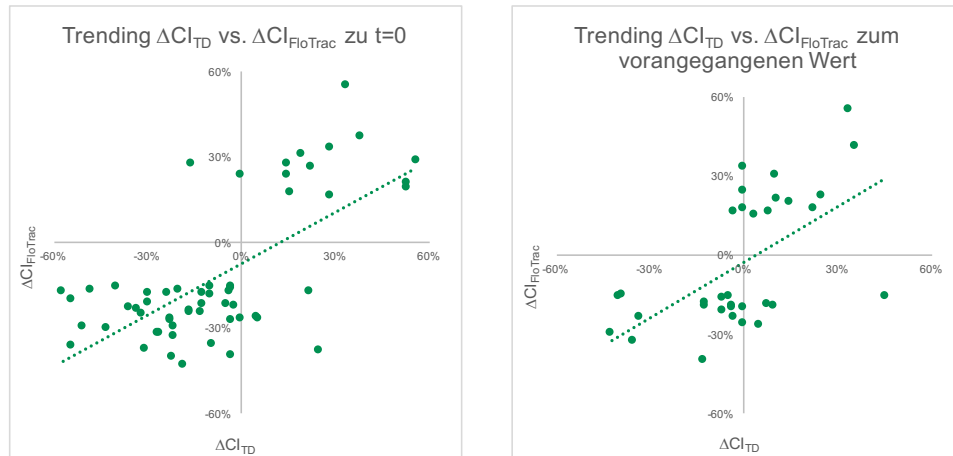 Trending ΔCI_TD vs. ΔCI_FloTrac zu t=0
60%
30%
0%
-60%
-30%
0%
30%
60%
-30%
-60%
ΔCI_FloTrac
ΔCI_TD
Trending ΔCI_TD vs. ΔCI_FloTrac zum
vorangegangenen Wert
60%
30%
0%
-60%
-30%
0%
30%
60%
-30%
-60%
ΔCI_FloTrac
ΔCI_TD